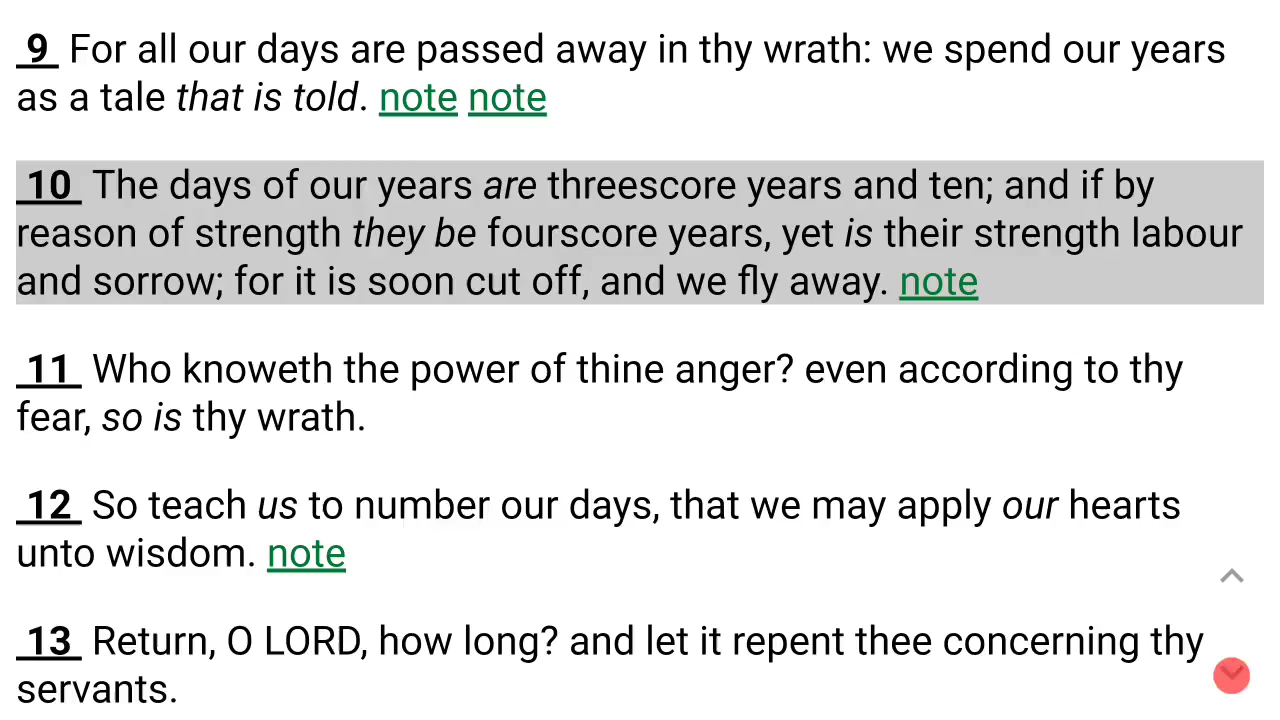 9 For all our days are passed away in thy wrath: we spend our years
as a tale that is told. note note
10 The days of our years are threescore years and ten; and if by
reason of strength they be fourscore years, yet is their strength labour
and sorrow; for it is soon cut off, and we fly away. note
11 Who knoweth the power of thine anger? even according to thy
fear, so is thy wrath.
12 So teach us to number our days, that we may apply our hearts
unto wisdom. note
13 Return, O LORD, how long? and let it repent thee concerning thy
servants.